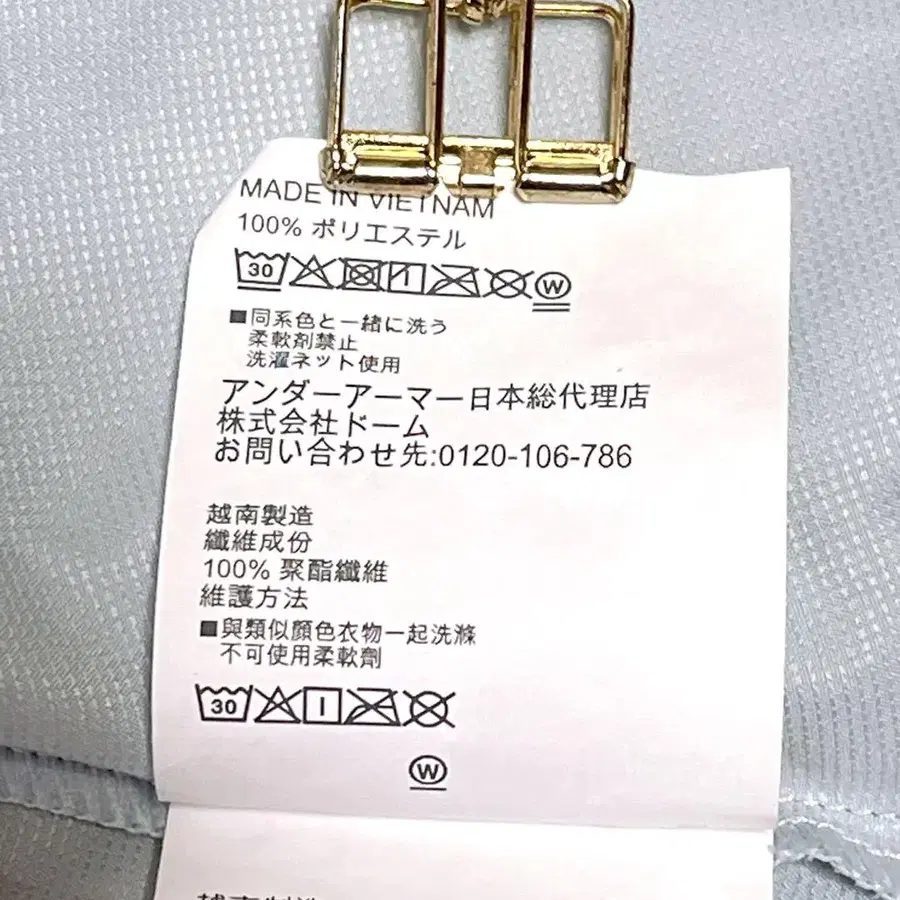 MADE IN VIETNAM
100% ポリエステル
30 W
■同系色と一緒に洗う
柔軟剤禁止
洗濯ネット使用
アンダーアーマー日本総代理店
株式会社ドーム
お問い合わせ先:0120-106-786
越南製造
纖維成份
100% 聚酯纖維
維護方法
■與類似顏色衣物一起洗滌
不可使用柔軟劑
30
W